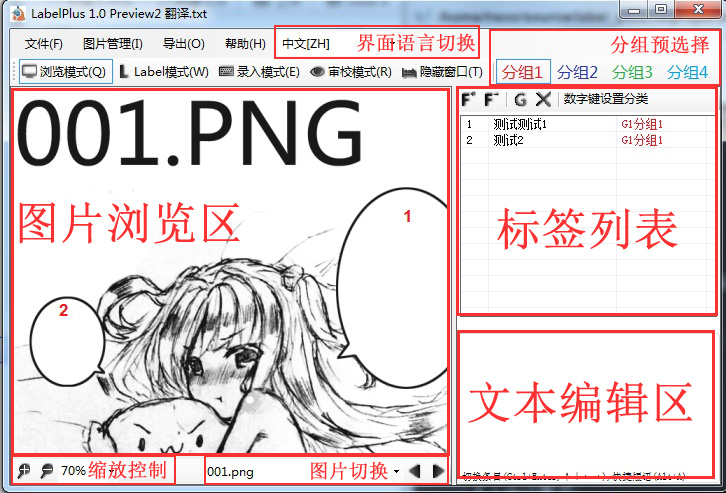 LabelPlus 1.0 Preview2 翻译.txt
文件(F) 图片管理(I) 导出(O) 帮助(H) 中文[ZH] 界面语言切换
分组预选择
浏览模式(Q) Label模式(W) 录入模式(E) 审校模式(R) 隐藏窗口(T) 分组1 分组2 分组3 分组4
F+ F- G X 数字键设置分类
1 测试测试1 G1分组1
2 测试2 G1分组1
001.PNG
图片浏览区
1
2
标签列表
文本编辑区
70% 缩放控制 001.png 图片切换